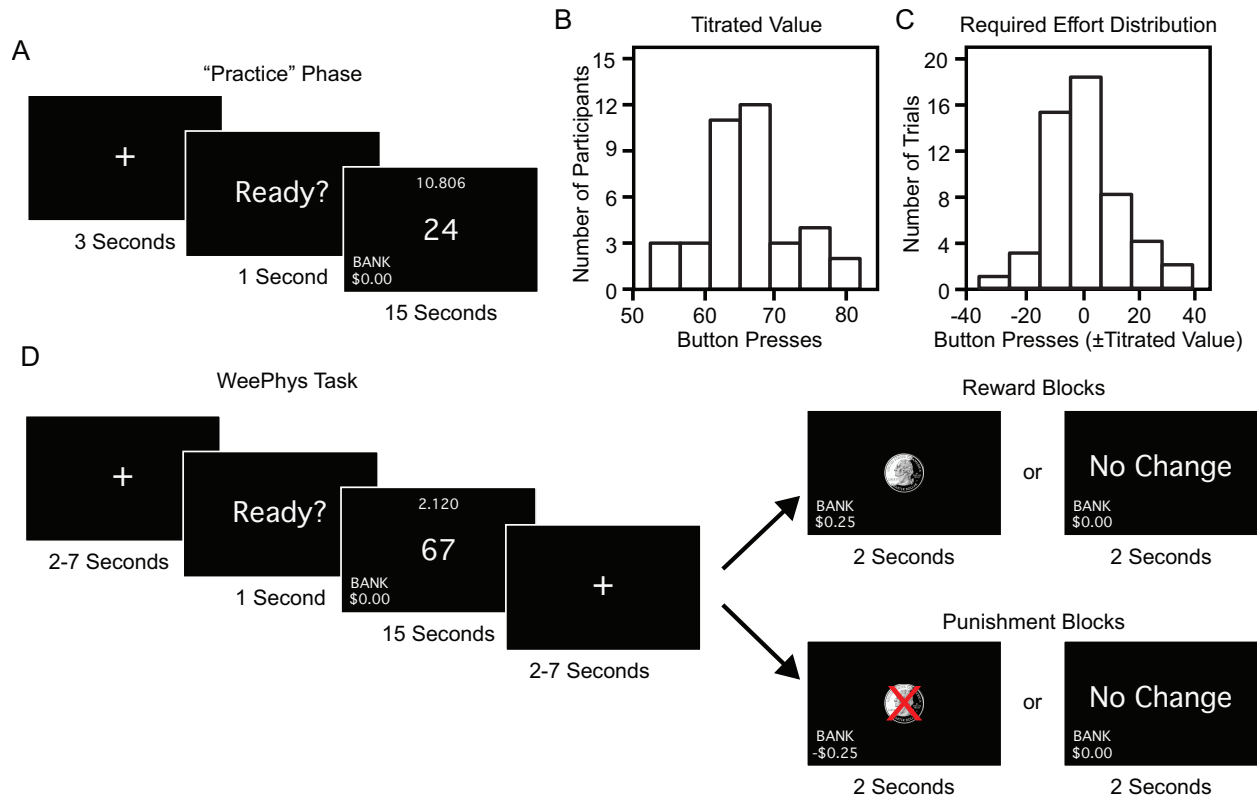 A
“Practice” Phase
+
3 Seconds
Ready?
1 Second
10.806
24
BANK
$0.00
15 Seconds
B
Titrated Value
Number of Participants
15
12
9
6
3
0
50
60
70
80
Button Presses
C
Required Effort Distribution
Number of Trials
20
16
12
8
4
0
-40
-20
0
20
40
Button Presses (±Titrated Value)
D
WeePhys Task
+
2-7 Seconds
Ready?
1 Second
2.120
67
BANK
$0.00
15 Seconds
+
2-7 Seconds
Reward Blocks
BANK
$0.25
2 Seconds
or
No Change
BANK
$0.00
2 Seconds
Punishment Blocks
BANK
-$0.25
2 Seconds
or
No Change
BANK
$0.00
2 Seconds